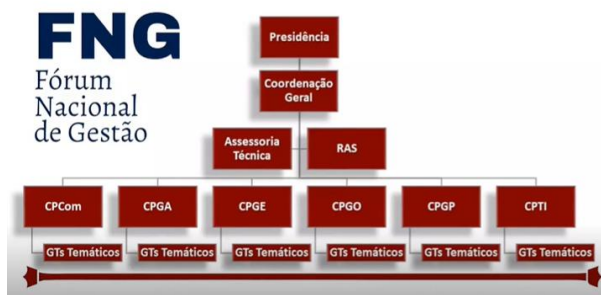 FNG
Fórum
Nacional
de Gestão
Presidência
Coordenação
Geral
Assessoria
Técnica
RAS
CPCom
CPGA
CPGE
CPGO
CPGP
CPTI
GTs Temáticos
GTs Temáticos
GTs Temáticos
GTs Temáticos
GTs Temáticos
GTs Temáticos